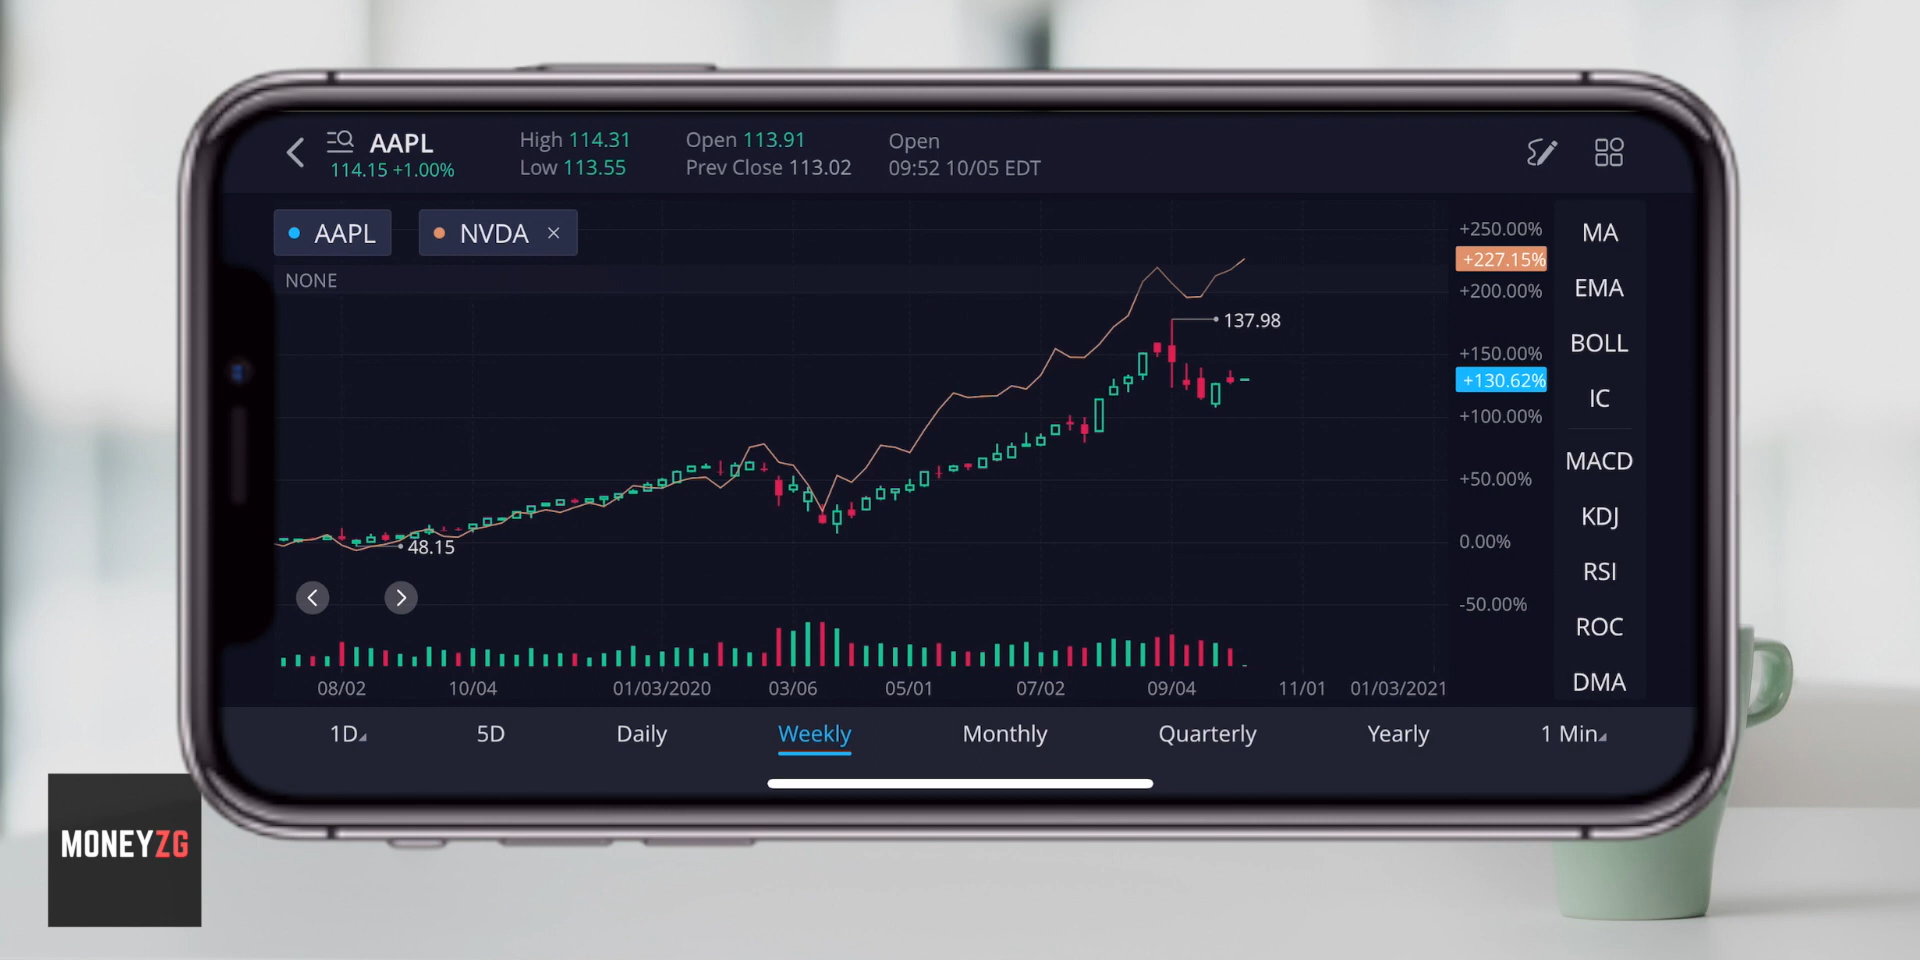 AAPL
114.15 +1.00%
High 114.31
Low 113.55
Open 113.91
Prev Close 113.02
Open
09:52 10/05 EDT
AAPL
NVDA ×
NONE
+250.00%
+227.15%
+200.00%
+150.00%
+130.62%
+100.00%
+50.00%
0.00%
-50.00%
137.98
48.15
MA
EMA
BOLL
IC
MACD
KDJ
RSI
ROC
DMA
08/02 10/04 01/03/2020 03/06 05/01 07/02 09/04 11/01 01/03/2021
1D 5D Daily Weekly Monthly Quarterly Yearly 1 Min
MONEYZG